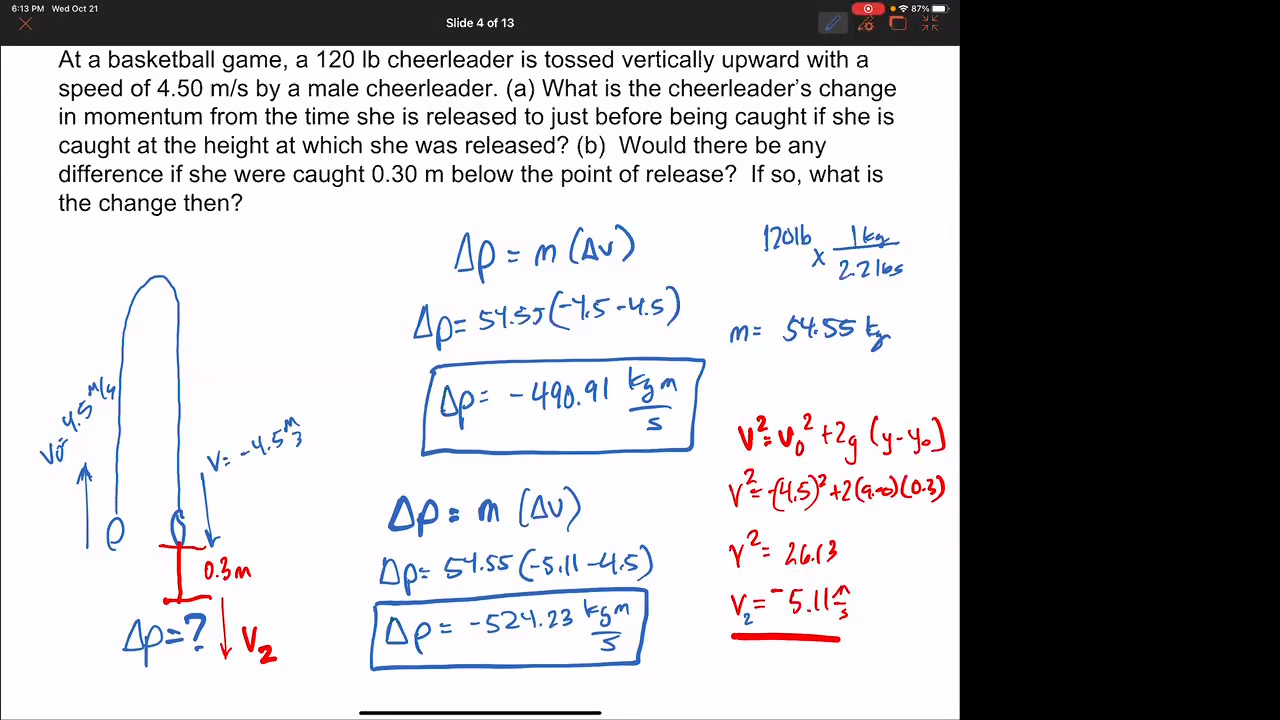 6:13 PM Wed Oct 21
87%
Slide 4 of 13
At a basketball game, a 120 lb cheerleader is tossed vertically upward with a
speed of 4.50 m/s by a male cheerleader. (a) What is the cheerleader's change
in momentum from the time she is released to just before being caught if she is
caught at the height at which she was released? (b) Would there be any
difference if she were caught 0.30 m below the point of release? If so, what is
the change then?
Δp = m (Δv)
120lb x 1kg / 2.2 lbs
Δp = 54.55 (-4.5 - 4.5)
m = 54.55 kg
Δp = -490.91 kg m / s
4.5 m/s
V = -4.5 m
V² = V₀² + 2g (y - y₀)
V² = -(4.5)² + 2(9.80)(0.3)
Δp = m (Δv)
V² = 26.13
Δp = 54.55 (-5.11 - 4.5)
0.3m
V₂ = -5.11 m/s
Δp = -524.23 kg m / s
Δp = ?
V₂